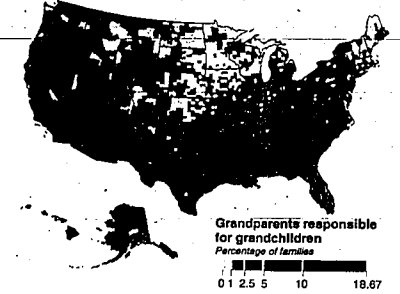 Grandparents responsible
for grandchildren
Percentage of families
0 1 2.5 5 10 18.67